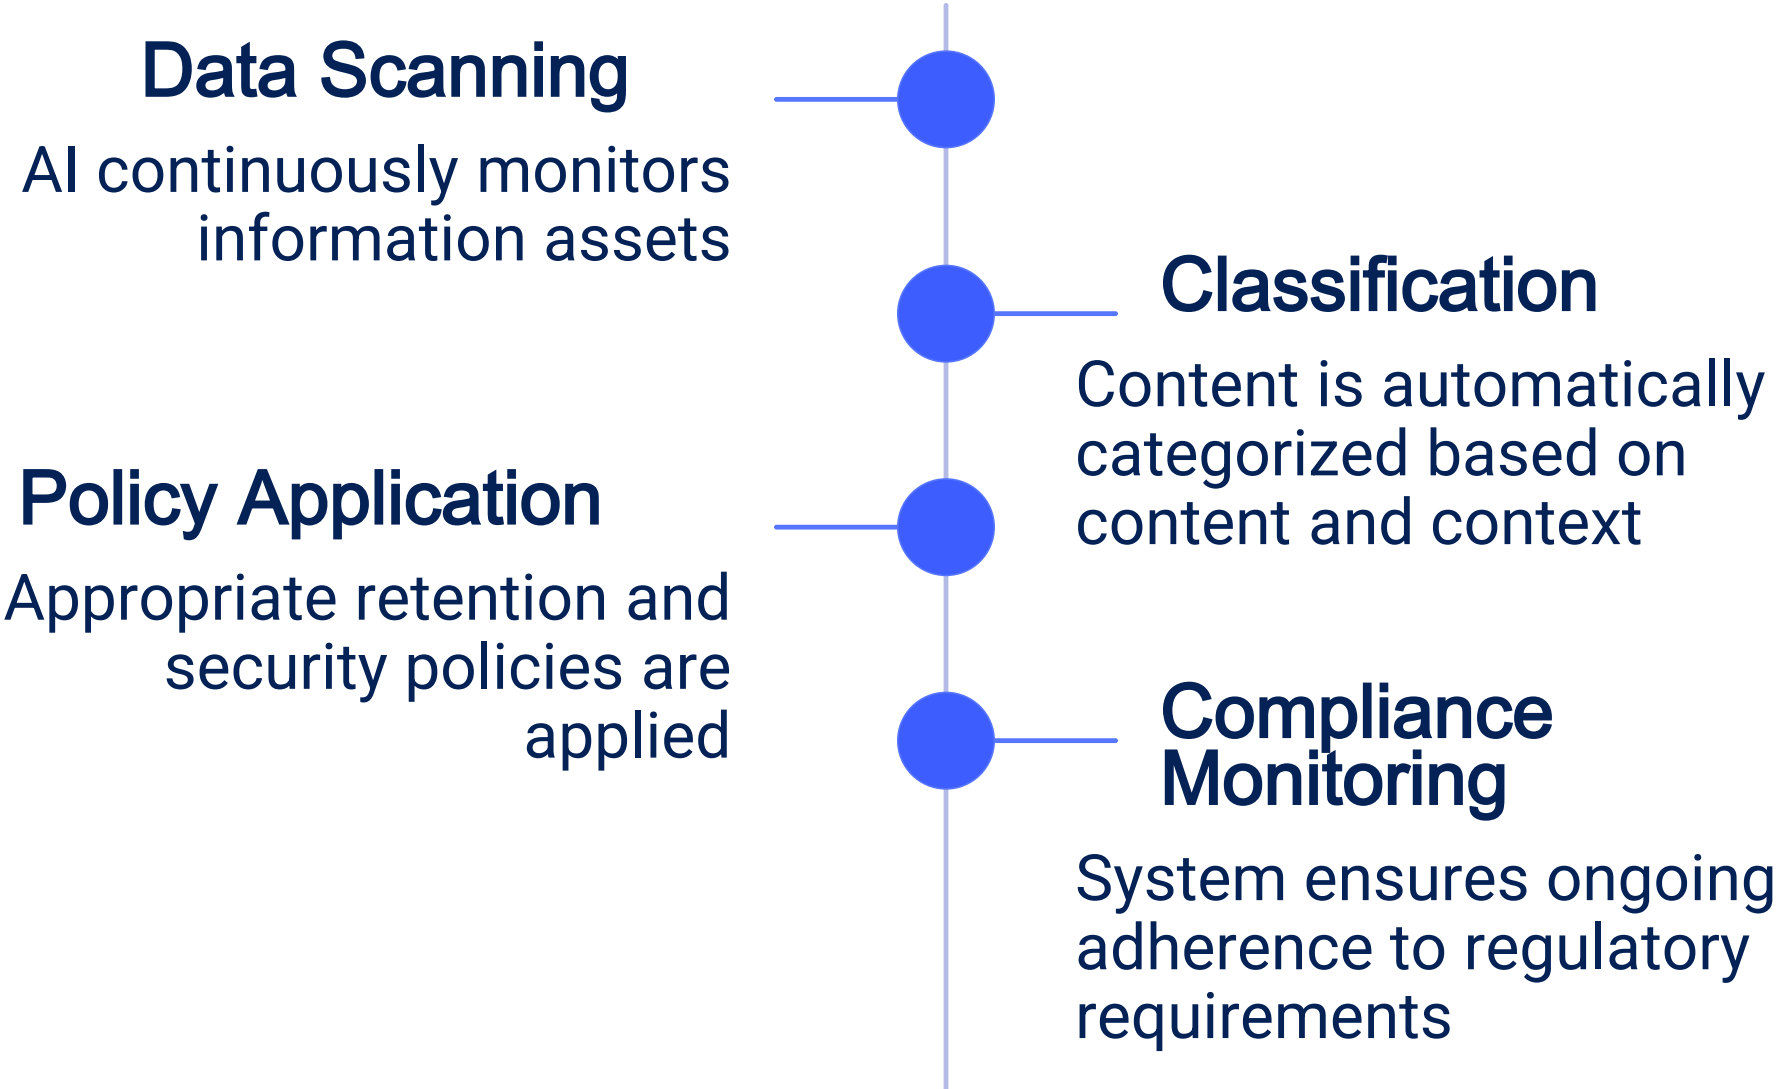 Data Scanning
AI continuously monitors
information assets
Classification
Content is automatically
categorized based on
content and context
Policy Application
Appropriate retention and
security policies are
applied
Compliance
Monitoring
System ensures ongoing
adherence to regulatory
requirements